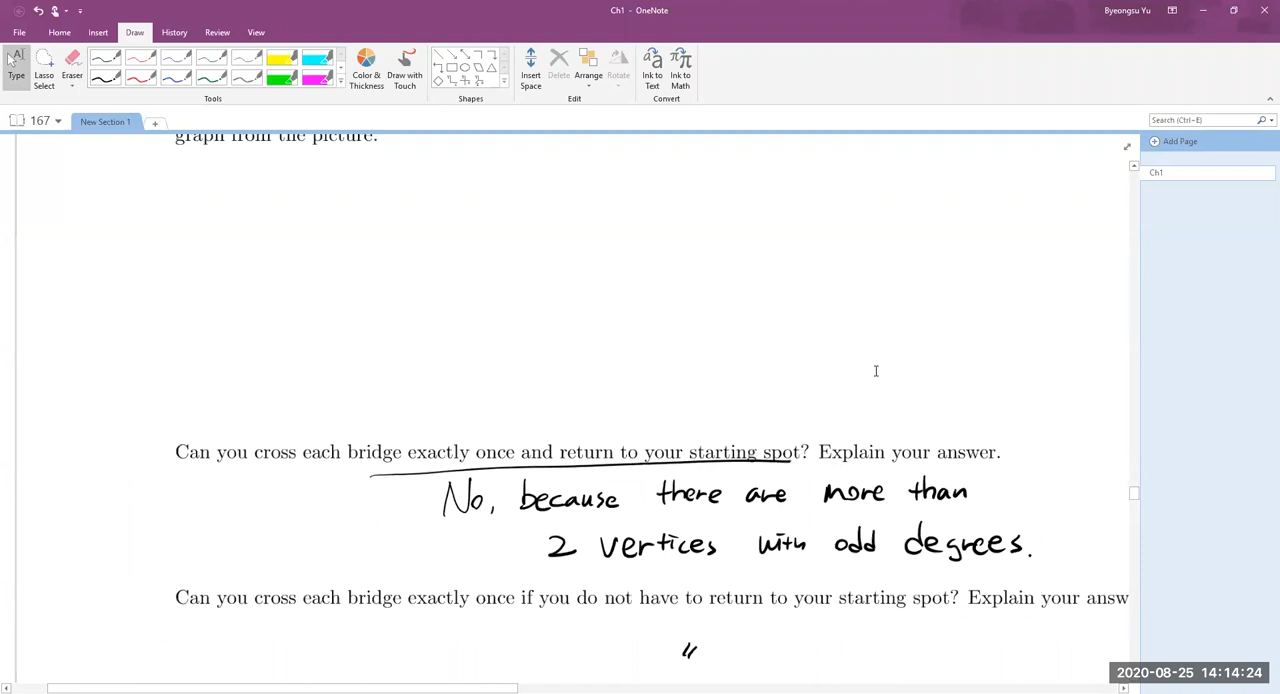 Ch1 - OneNote
Byeongsu Yu
File Home Insert Draw History Review View
Type Lasso Select Eraser Color & Thickness Draw with Touch Insert Space Delete Arrange Rotate Ink to Text Ink to Math
Tools Shapes Edit Convert
167 New Section 1 Search (Ctrl+E)
Add Page
Ch1
graph from the picture.
Can you cross each bridge exactly once and return to your starting spot? Explain your answer.
No, because there are more than
2 vertices with odd degrees.
Can you cross each bridge exactly once if you do not have to return to your starting spot? Explain your answ
"
2020-08-25 14:14:24